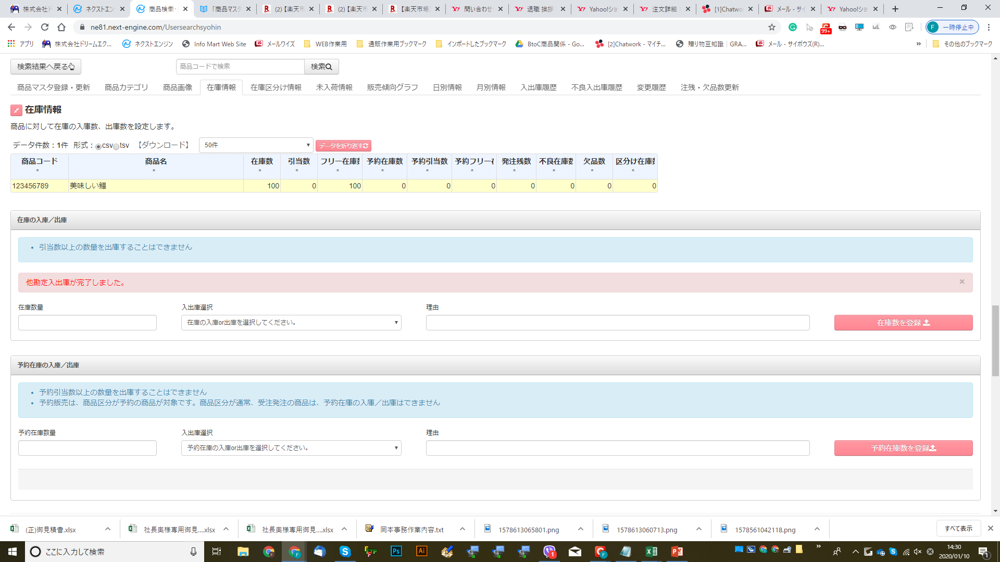 株式会社ド
ネクストエン
商品検索・
「商品マスタ
(2)【楽天市
(2)【楽天市
【楽天市場】
問い合わせ
退職 挨拶
Yahoo!ショ
注文詳細
[1]Chatwo
メール - サイ
Yahoo!ショ
ne81.next-engine.com/Usersearchsyohin
99+
F 一時停止中
アプリ
株式会社ドリームエク...
ネクストエンジン
Info Mart Web Site
メールワイズ
WEB作業用
通販作業用ブックマーク
インポートしたブックマーク
BtoC商品関係 - Go...
[2]Chatwork - マイチ...
贈り物豆知識｜GRA...
メール - サイボウズ(R)...
»
その他のブックマーク
検索結果へ戻る
商品コードで検索
検索
商品マスタ登録・更新
商品カテゴリ
商品画像
在庫情報
在庫区分け情報
未入荷情報
販売傾向グラフ
日別情報
月別情報
入出庫履歴
不良入出庫履歴
変更履歴
注残・欠品数更新
在庫情報
商品に対して在庫の入庫数、出庫数を設定します。
データ件数：1件 形式： csv tsv 【ダウンロード】 50件 データを折り返す
商品コード 商品名 在庫数 引当数 フリー在庫数 予約在庫数 予約引当数 予約フリー在 発注残数 不良在庫数 欠品数 区分け在庫数
* * * * * * * * * * * *
123456789 美味しい鰻 100 0 100 0 0 0 0 0 0 0
在庫の入庫／出庫
• 引当数以上の数量を出庫することはできません
他勘定入出庫が完了しました。 ×
在庫数量 入出庫選択 理由
在庫の入庫or出庫を選択してください。
在庫数を登録
予約在庫の入庫／出庫
• 予約引当数以上の数量を出庫することはできません
• 予約販売は、商品区分が予約の商品が対象です。商品区分が通常、受注発注の商品は、予約在庫の入庫／出庫はできません
予約在庫数量 入出庫選択 理由
予約在庫の入庫or出庫を選択してください。
予約在庫数を登録
(正)御見積書.xlsx
社長奥様専用御見....xlsx
社長奥様専用御見....xlsx
岡本事務作業内容.txt
1578613065801.png
1578613060713.png
1578561042118.png
すべて表示
ここに入力して検索
14:30
2020/01/10